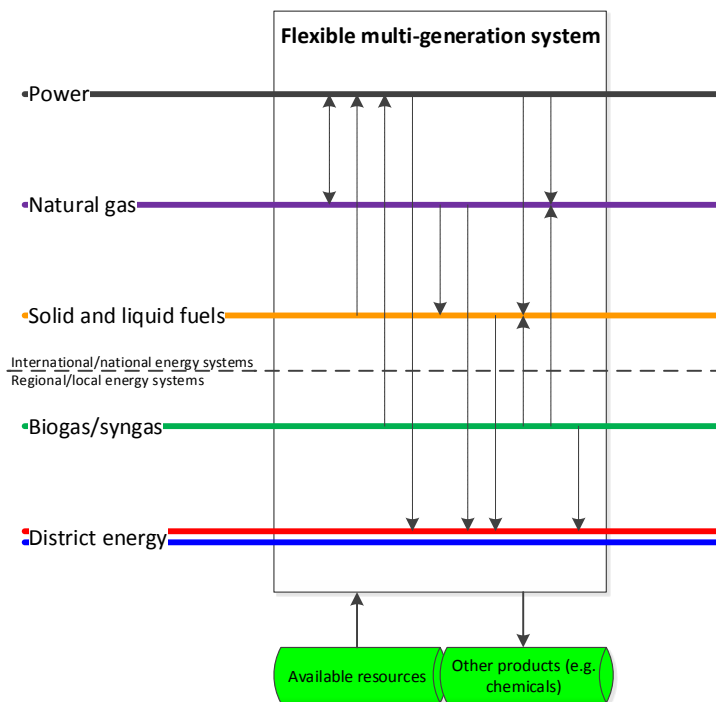 Flexible multi-generation system
Power
Natural gas
Solid and liquid fuels
International/national energy systems
Regional/local energy systems
Biogas/syngas
District energy
Available resources
Other products (e.g.
chemicals)